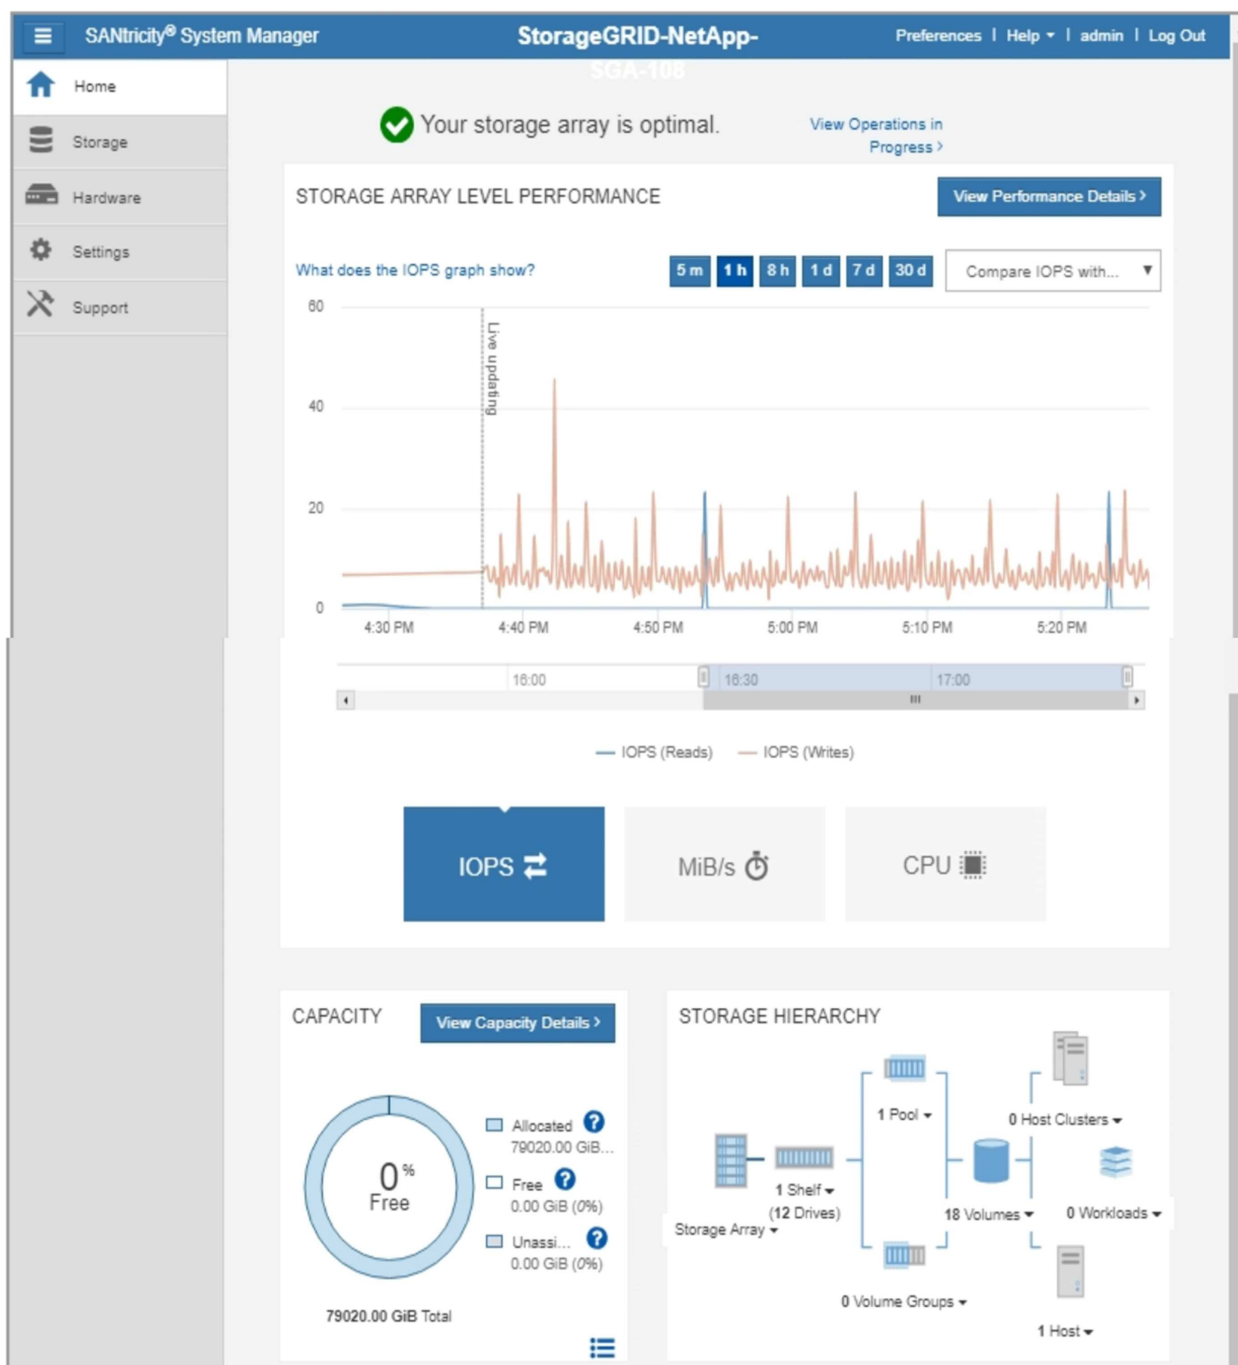 SANtricity® System Manager
StorageGRID-NetApp-
SGA-108
Preferences | Help | admin | Log Out
Home
Storage
Hardware
Settings
Support
Your storage array is optimal.
View Operations in
Progress ›
STORAGE ARRAY LEVEL PERFORMANCE
View Performance Details ›
What does the IOPS graph show?
5 m 1 h 8 h 1 d 7 d 30 d
Compare IOPS with...
60
40
20
0
Live updating
4:30 PM 4:40 PM 4:50 PM 5:00 PM 5:10 PM 5:20 PM
16:00 16:30 17:00
IOPS (Reads) IOPS (Writes)
IOPS
MiB/s
CPU
CAPACITY
View Capacity Details ›
0%
Free
Allocated ?
79020.00 GiB...
Free ?
0.00 GiB (0%)
Unassi... ?
0.00 GiB (0%)
79020.00 GiB Total
STORAGE HIERARCHY
Storage Array
1 Shelf
(12 Drives)
1 Pool
0 Volume Groups
18 Volumes
0 Host Clusters
0 Workloads
1 Host